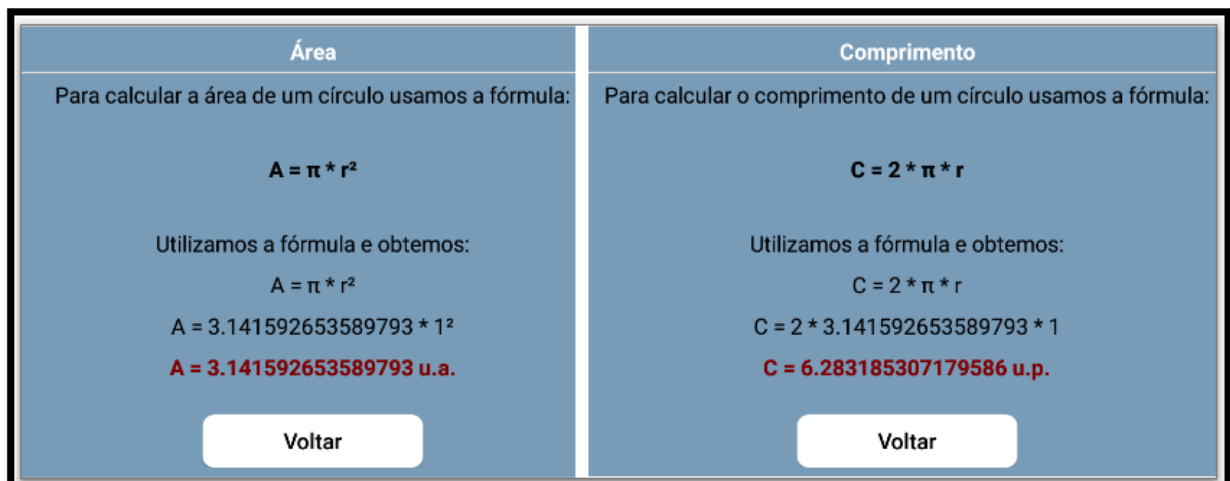 Área
Para calcular a área de um círculo usamos a fórmula:
A = π * r²
Utilizamos a fórmula e obtemos:
A = π * r²
A = 3.141592653589793 * 1²
A = 3.141592653589793 u.a.
Voltar
Comprimento
Para calcular o comprimento de um círculo usamos a fórmula:
C = 2 * π * r
Utilizamos a fórmula e obtemos:
C = 2 * π * r
C = 2 * 3.141592653589793 * 1
C = 6.283185307179586 u.p.
Voltar